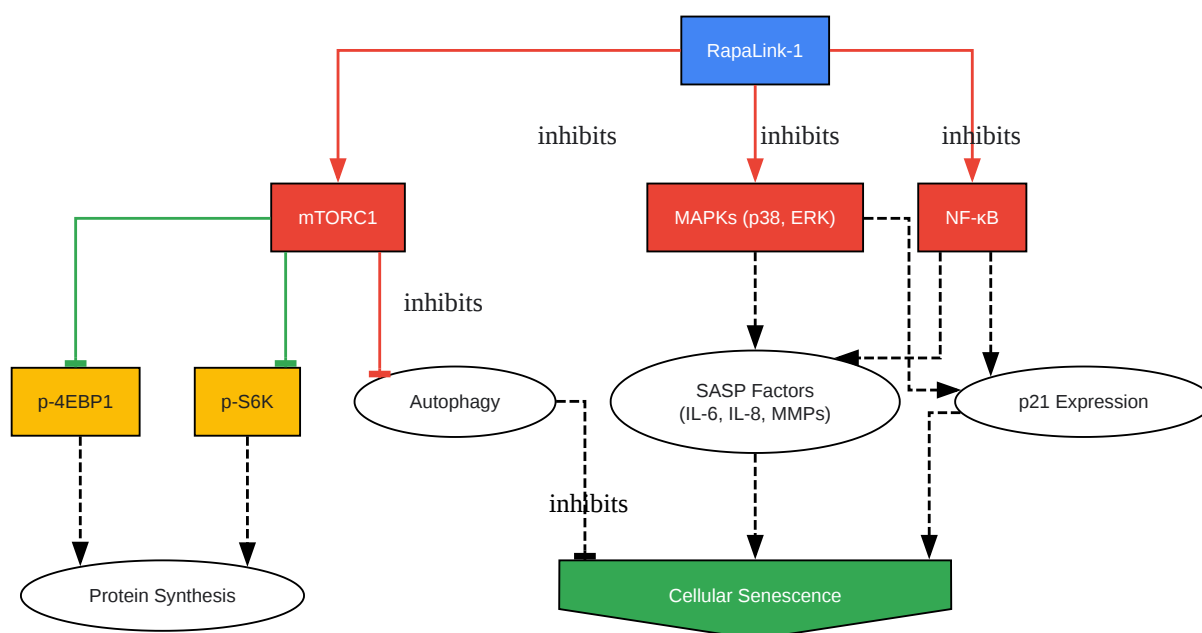 RapaLink-1
inhibits
inhibits
inhibits
mTORC1
MAPKs (p38, ERK)
NF-κB
inhibits
p-4EBP1
p-S6K
Autophagy
SASP Factors
(IL-6, IL-8, MMPs)
p21 Expression
inhibits
Protein Synthesis
Cellular Senescence